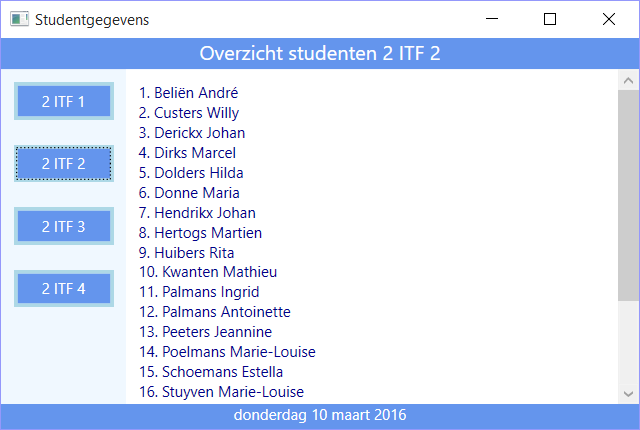 Studentgegevens
Overzicht studenten 2 ITF 2
2 ITF 1
2 ITF 2
2 ITF 3
2 ITF 4
1. Beliën André
2. Custers Willy
3. Derickx Johan
4. Dirks Marcel
5. Dolders Hilda
6. Donne Maria
7. Hendrikx Johan
8. Hertogs Martien
9. Huibers Rita
10. Kwanten Mathieu
11. Palmans Ingrid
12. Palmans Antoinette
13. Peeters Jeannine
14. Poelmans Marie-Louise
15. Schoemans Estella
16. Stuyven Marie-Louise
donderdag 10 maart 2016